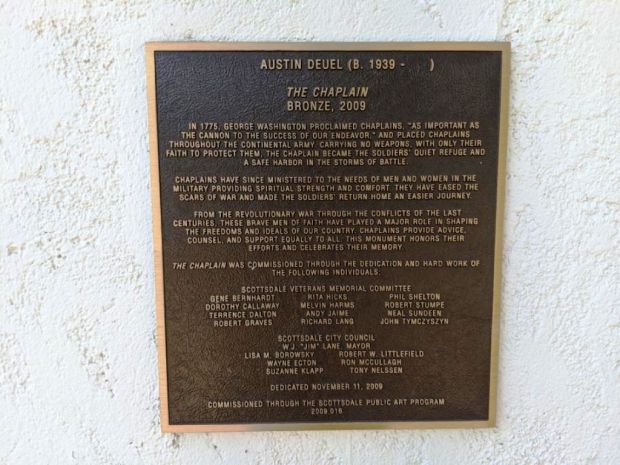 AUSTIN DEUEL (B. 1939 - )
THE CHAPLAIN
BRONZE, 2009
IN 1775, GEORGE WASHINGTON PROCLAIMED CHAPLAINS, "AS IMPORTANT AS
THE CANNON TO THE SUCCESS OF OUR ENDEAVOR," AND PLACED CHAPLAINS
THROUGHOUT THE CONTINENTAL ARMY. CARRYING NO WEAPONS, WITH ONLY THEIR
FAITH TO PROTECT THEM, THE CHAPLAIN BECAME THE SOLDIERS' QUIET REFUGE AND
A SAFE HARBOR IN THE STORMS OF BATTLE.
CHAPLAINS HAVE SINCE MINISTERED TO THE NEEDS OF MEN AND WOMEN IN THE
MILITARY PROVIDING SPIRITUAL STRENGTH AND COMFORT. THEY HAVE EASED THE
SCARS OF WAR AND MADE THE SOLDIERS' RETURN HOME AN EASIER JOURNEY.
FROM THE REVOLUTIONARY WAR THROUGH THE CONFLICTS OF THE LAST
CENTURIES, THESE BRAVE MEN OF FAITH HAVE PLAYED A MAJOR ROLE IN SHAPING
THE FREEDOMS AND IDEALS OF OUR COUNTRY. CHAPLAINS PROVIDE ADVICE,
COUNSEL, AND SUPPORT EQUALLY TO ALL. THIS MONUMENT HONORS THEIR
EFFORTS AND CELEBRATES THEIR MEMORY.
THE CHAPLAIN WAS COMMISSIONED THROUGH THE DEDICATION AND HARD WORK OF
THE FOLLOWING INDIVIDUALS:
SCOTTSDALE VETERANS MEMORIAL COMMITTEE
GENE BERNHARDT RITA HICKS PHIL SHELTON
DOROTHY CALLAWAY MELVIN HARMS ROBERT STUMPE
TERRENCE DALTON ANDY JAIME NEAL SUNDEEN
ROBERT GRAVES RICHARD LANG JOHN TYMCZYSZYN
SCOTTSDALE CITY COUNCIL
W.J. "JIM" LANE, MAYOR
LISA M. BOROWSKY ROBERT W. LITTLEFIELD
WAYNE ECTON RON MCCULLAGH
SUZANNE KLAPP TONY NELSSEN
DEDICATED NOVEMBER 11, 2009
COMMISSIONED THROUGH THE SCOTTSDALE PUBLIC ART PROGRAM
2009.016